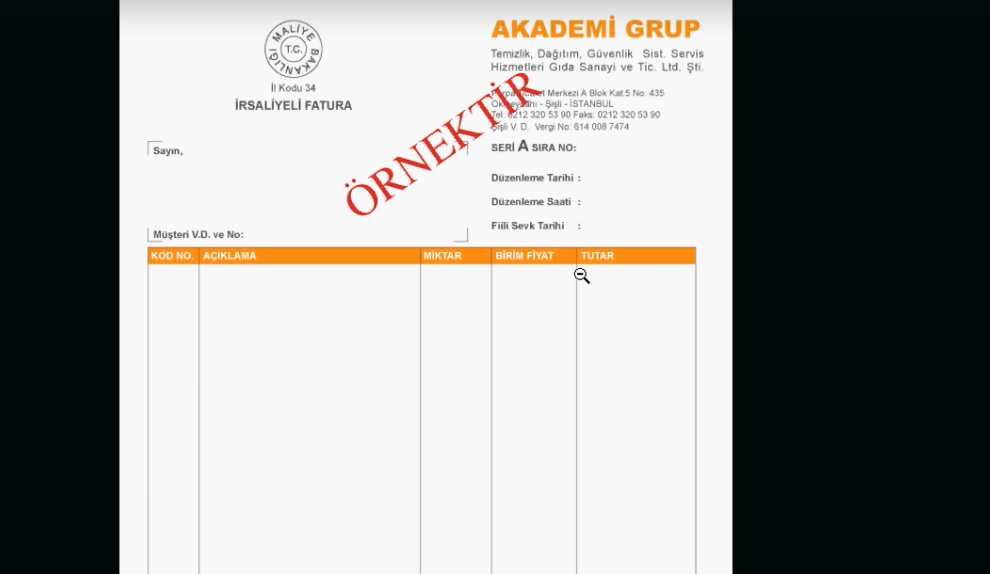 MALİYE BAKANLIĞI
T.C.
İl Kodu 34
İRSALİYELİ FATURA
AKADEMİ GRUP
Temizlik, Dağıtım, Güvenlik Sist. Servis
Hizmetleri Gıda Sanayi ve Tic. Ltd. Şti.
Merkezi A Blok Kat:5 No: 435
- Şişli - İSTANBUL
Tel: 0212 320 53 90 Faks: 0212 320 53 90
Şişli V. D. Vergi No: 614 008 7474
ÖRNEKTİR
SERİ A SIRA NO:
Sayın,
Düzenleme Tarihi :
Düzenleme Saati :
Fiili Sevk Tarihi :
Müşteri V.D. ve No:
KOD NO. AÇIKLAMA MİKTAR BİRİM FİYAT TUTAR